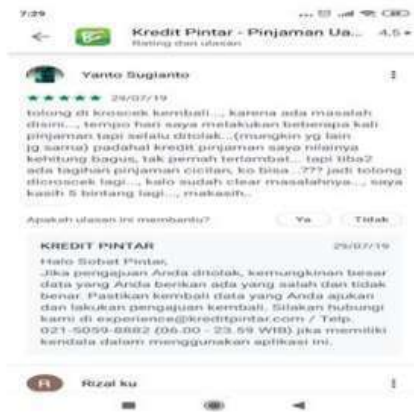 7:29
Kredit Pintar - Pinjaman Ua... 4.5
Rating dan ulasan
Yanto Sugianto
29/07/19
tolong di kroscek kembali..., karena ada masalah
disini..., tempo hari saya melakukan beberapa kali
pinjaman tapi selalu ditolak...(mungkin yg lain
jg sama) padahal kredit pinjaman saya nilainya
kehitung bagus, tak pernah terlambat... tapi tiba2
ada tagihan pinjaman cicilan, ko bisa...??? jadi tolong
dicroscek lagi..., kalo sudah clear masalahnya..., saya
kasih 5 bintang lagi..., makasih..
Apakah ulasan ini membantu? Ya Tidak
KREDIT PINTAR 29/07/19
Halo Sobat Pintar,
Jika pengajuan Anda ditolak, kemungkinan besar
data yang Anda berikan ada yang salah dan tidak
benar. Pastikan kembali data yang Anda ajukan
dan lakukan pengajuan kembali. Silakan hubungi
kami di experience@kreditpintar.com / Telp.
021-5059-8882 (06.00 - 23.59 WIB) jika memiliki
kendala dalam menggunakan aplikasi ini.
R Rizal ku